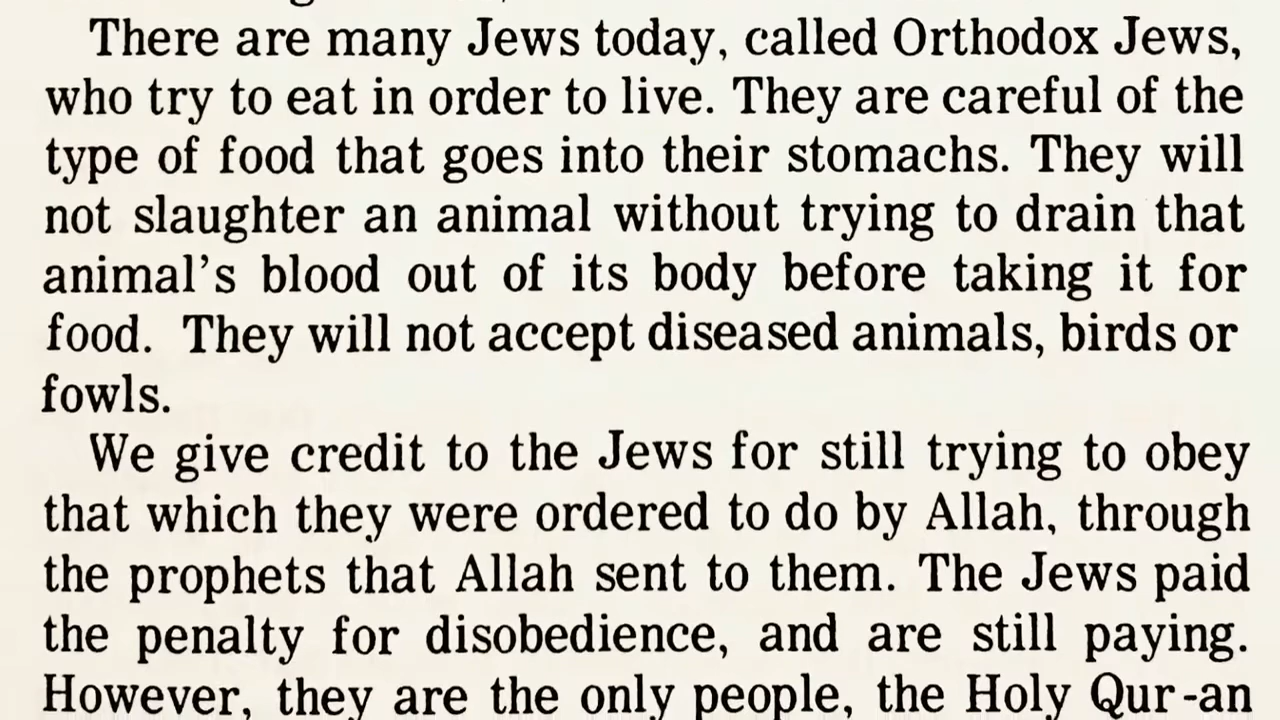 There are many Jews today, called Orthodox Jews,
who try to eat in order to live. They are careful of the
type of food that goes into their stomachs. They will
not slaughter an animal without trying to drain that
animal's blood out of its body before taking it for
food. They will not accept diseased animals, birds or
fowls.
We give credit to the Jews for still trying to obey
that which they were ordered to do by Allah, through
the prophets that Allah sent to them. The Jews paid
the penalty for disobedience, and are still paying.
However, they are the only people, the Holy Qur-an